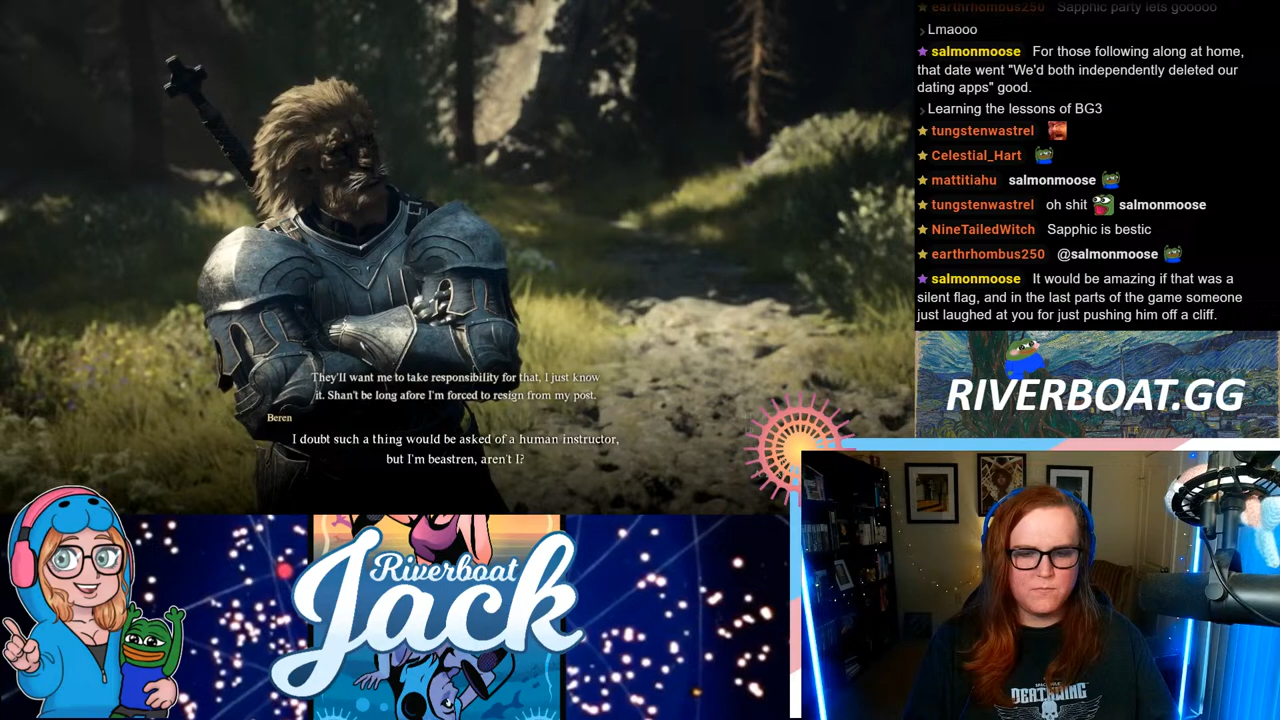 They'll want me to take responsibility for that, I just know
it. Shan't be long afore I'm forced to resign from my post.
Beren
I doubt such a thing would be asked of a human instructor,
but I'm beastren, aren't I?
earthrhombus250 Sapphic party lets gooooo
Lmaooo
salmonmoose For those following along at home,
that date went "We'd both independently deleted our
dating apps" good.
Learning the lessons of BG3
tungstenwastrel
Celestial_Hart
mattitiahu salmonmoose
tungstenwastrel oh shit salmonmoose
NineTailedWitch Sapphic is bestic
earthrhombus250 @salmonmoose
salmonmoose It would be amazing if that was a
silent flag, and in the last parts of the game someone
just laughed at you for just pushing him off a cliff.
RIVERBOAT.GG
Riverboat
Jack